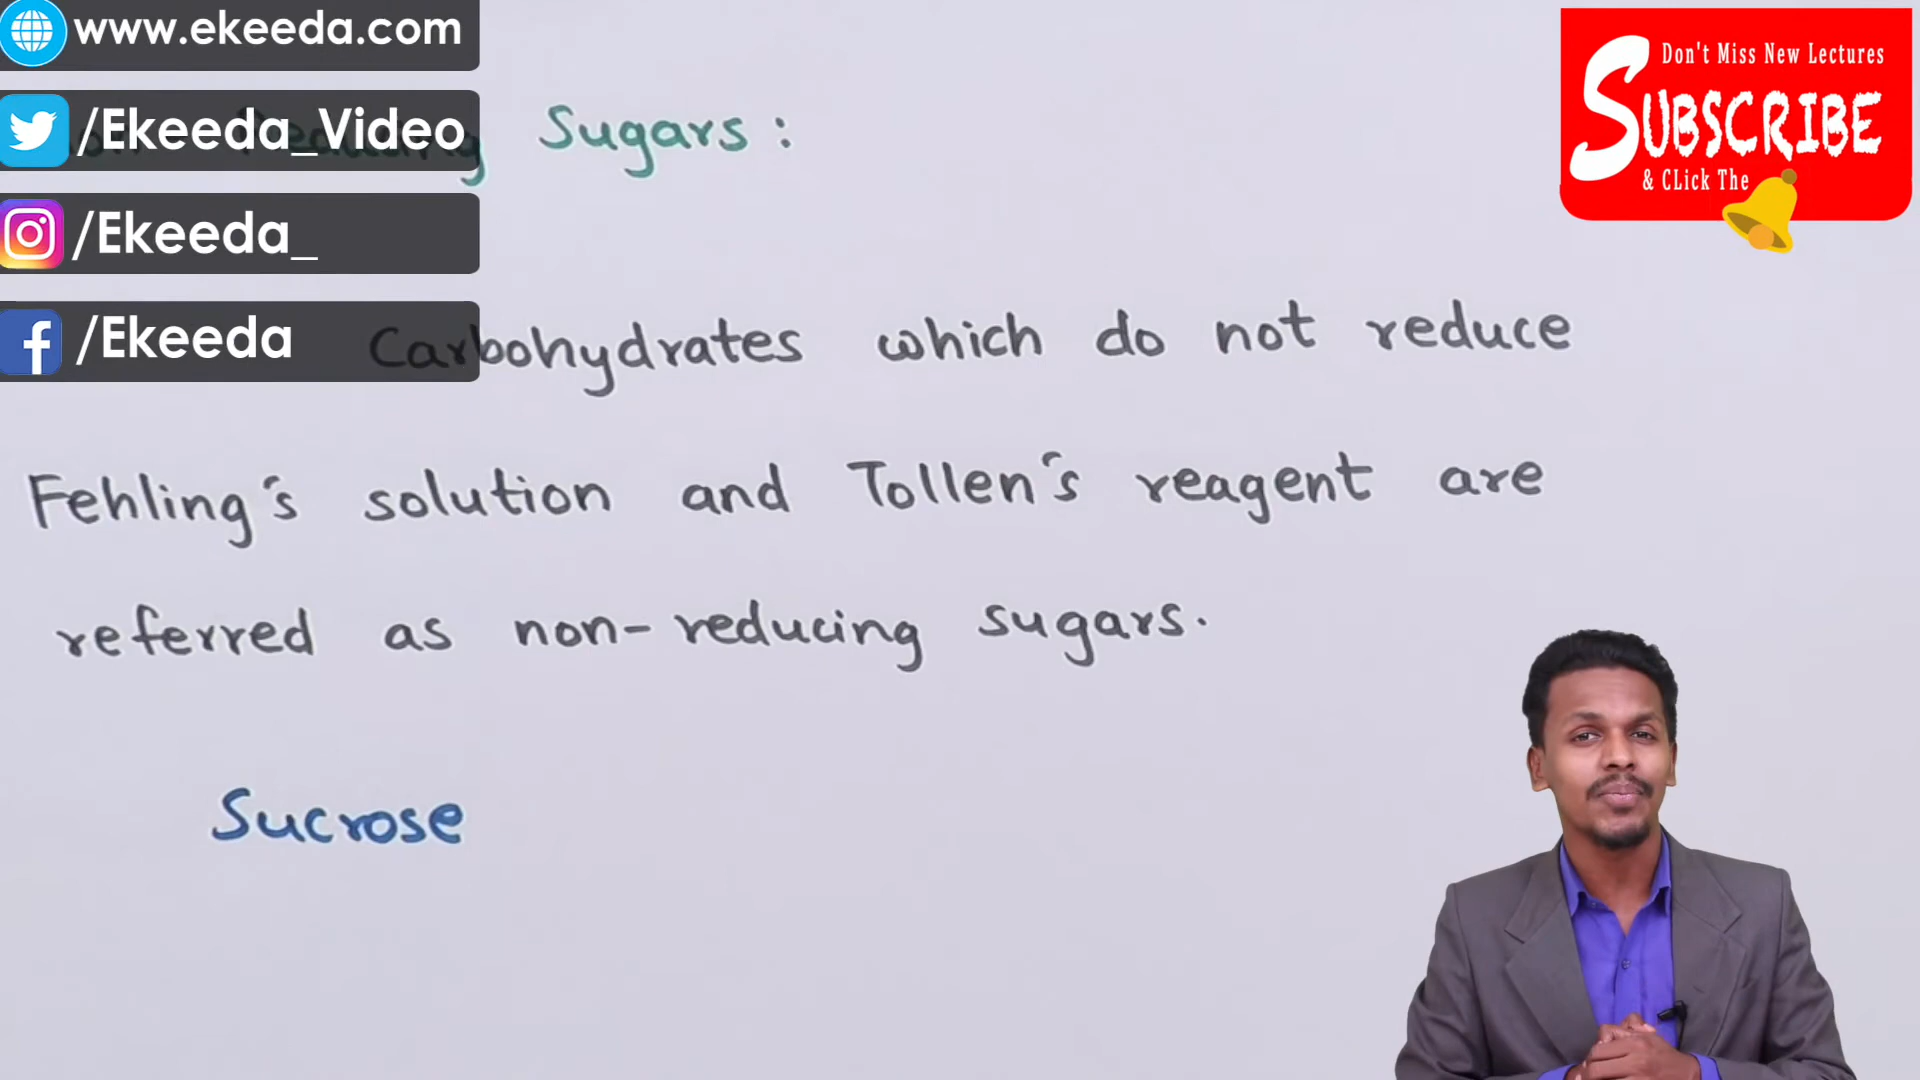 www.ekeeda.com
/Ekeeda_Video
Sugars:
/Ekeeda_
/Ekeeda
Don't Miss New Lectures
SUBSCRIBE
& CLick The
Carbohydrates which do not reduce
Fehling's solution and Tollen's reagent are
referred as non-reducing sugars.
Sucrose